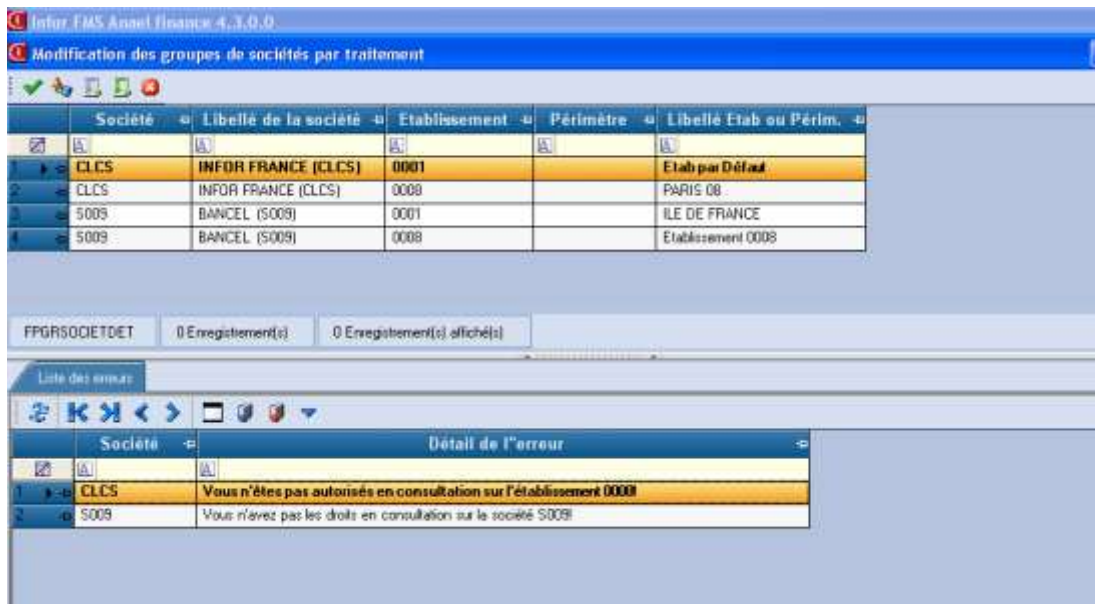 Infor FMS Anael finance 4.3.0.0
Modification des groupes de sociétés par traitement
Société Libellé de la société Etablissement Périmètre Libellé Etab ou Périm.
1 CLCS INFOR FRANCE (CLCS) 0001 Etab par Défaut
2 CLCS INFOR FRANCE (CLCS) 0008 PARIS 08
3 S009 BANCEL (S009) 0001 ILE DE FRANCE
4 S009 BANCEL (S009) 0008 Etablissement 0008
FPGRSOCIETDET 0 Enregistrement(s) 0 Enregistrement(s) affiché(s)
Liste des erreurs
Société Détail de l"erreur
1 CLCS Vous n'êtes pas autorisés en consultation sur l'établissement 0000!
2 S009 Vous n'avez pas les droits en consultation sur la société S009!